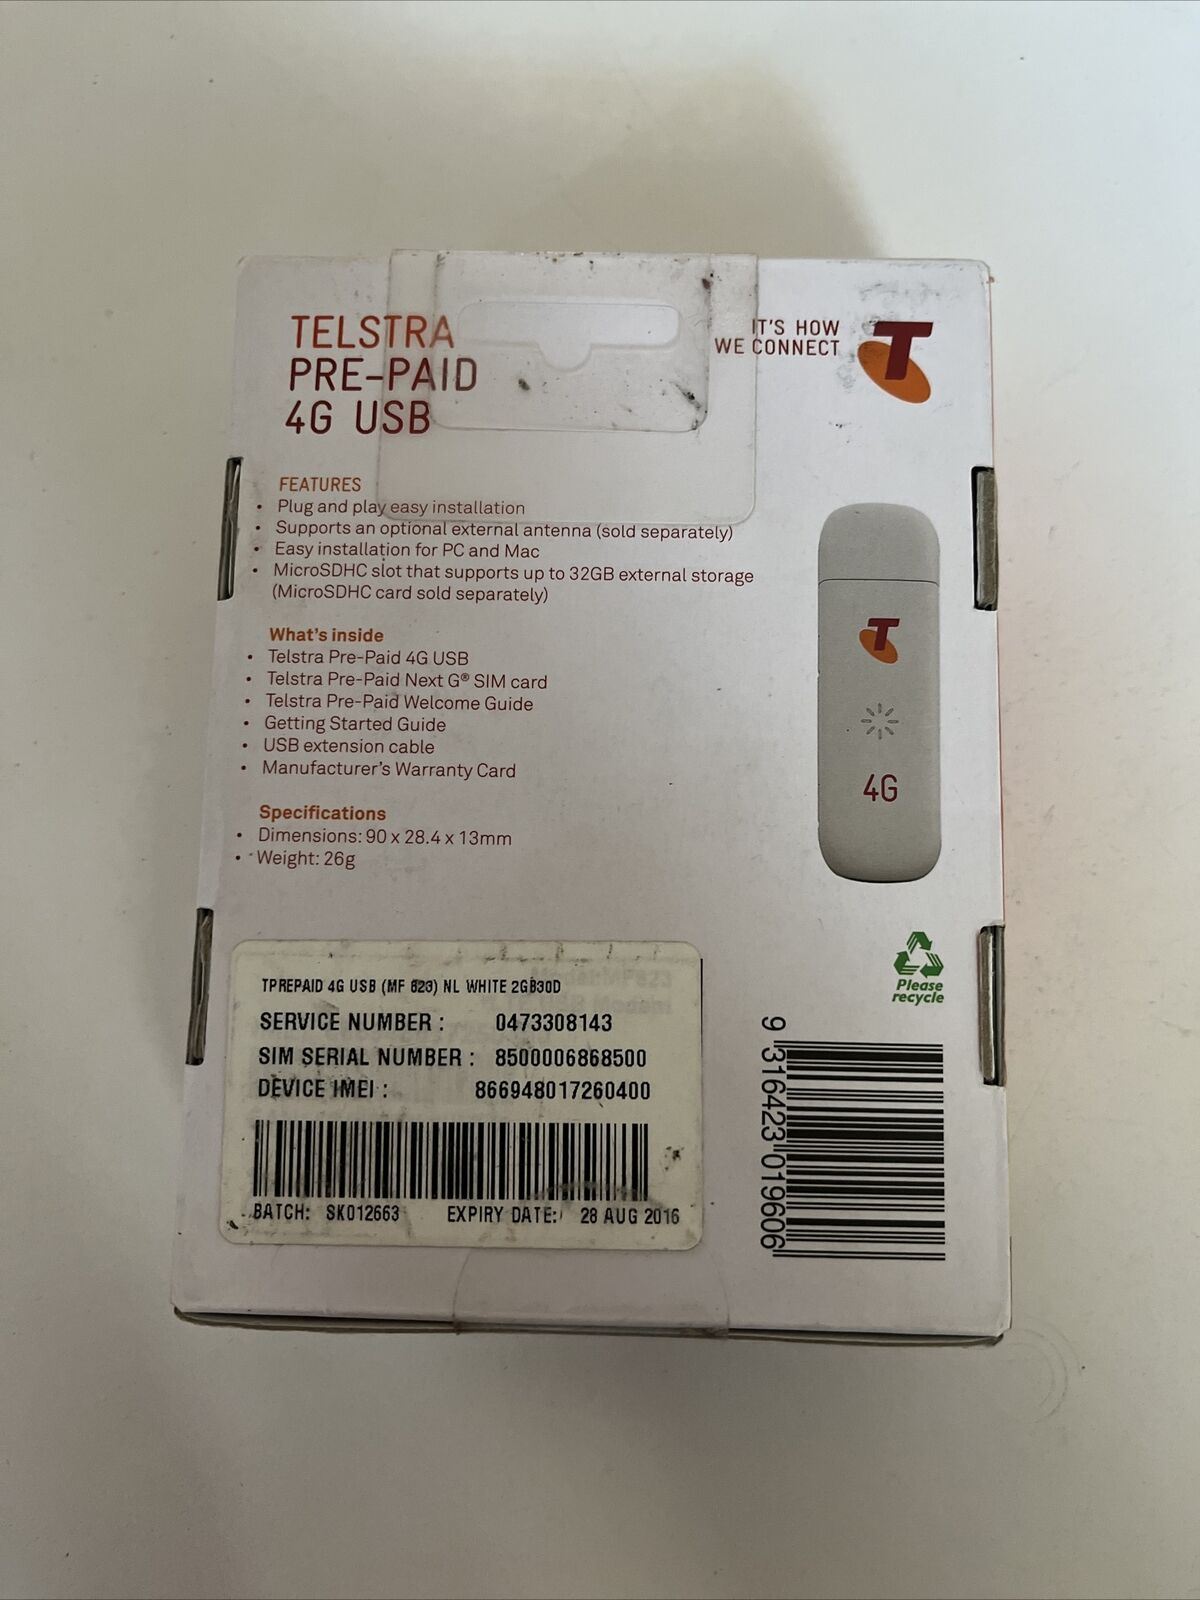 TELSTRA
PRE-PAID
4G USB
IT'S HOW
WE CONNECT
T
FEATURES
• Plug and play easy installation
• Supports an optional external antenna (sold separately)
• Easy installation for PC and Mac
• MicroSDHC slot that supports up to 32GB external storage
(MicroSDHC card sold separately)
What's inside
• Telstra Pre-Paid 4G USB
• Telstra Pre-Paid Next G® SIM card
• Telstra Pre-Paid Welcome Guide
• Getting Started Guide
• USB extension cable
• Manufacturer's Warranty Card
Specifications
• Dimensions: 90 x 28.4 x 13mm
• Weight: 26g
T
4G
Please
recycle
TPREPAID 4G USB (MF 823) NL WHITE 2GB30D
SERVICE NUMBER : 0473308143
SIM SERIAL NUMBER : 8500006868500
DEVICE IMEI : 866948017260400
BATCH: SK012663 EXPIRY DATE: 28 AUG 2016
9 316423 019606